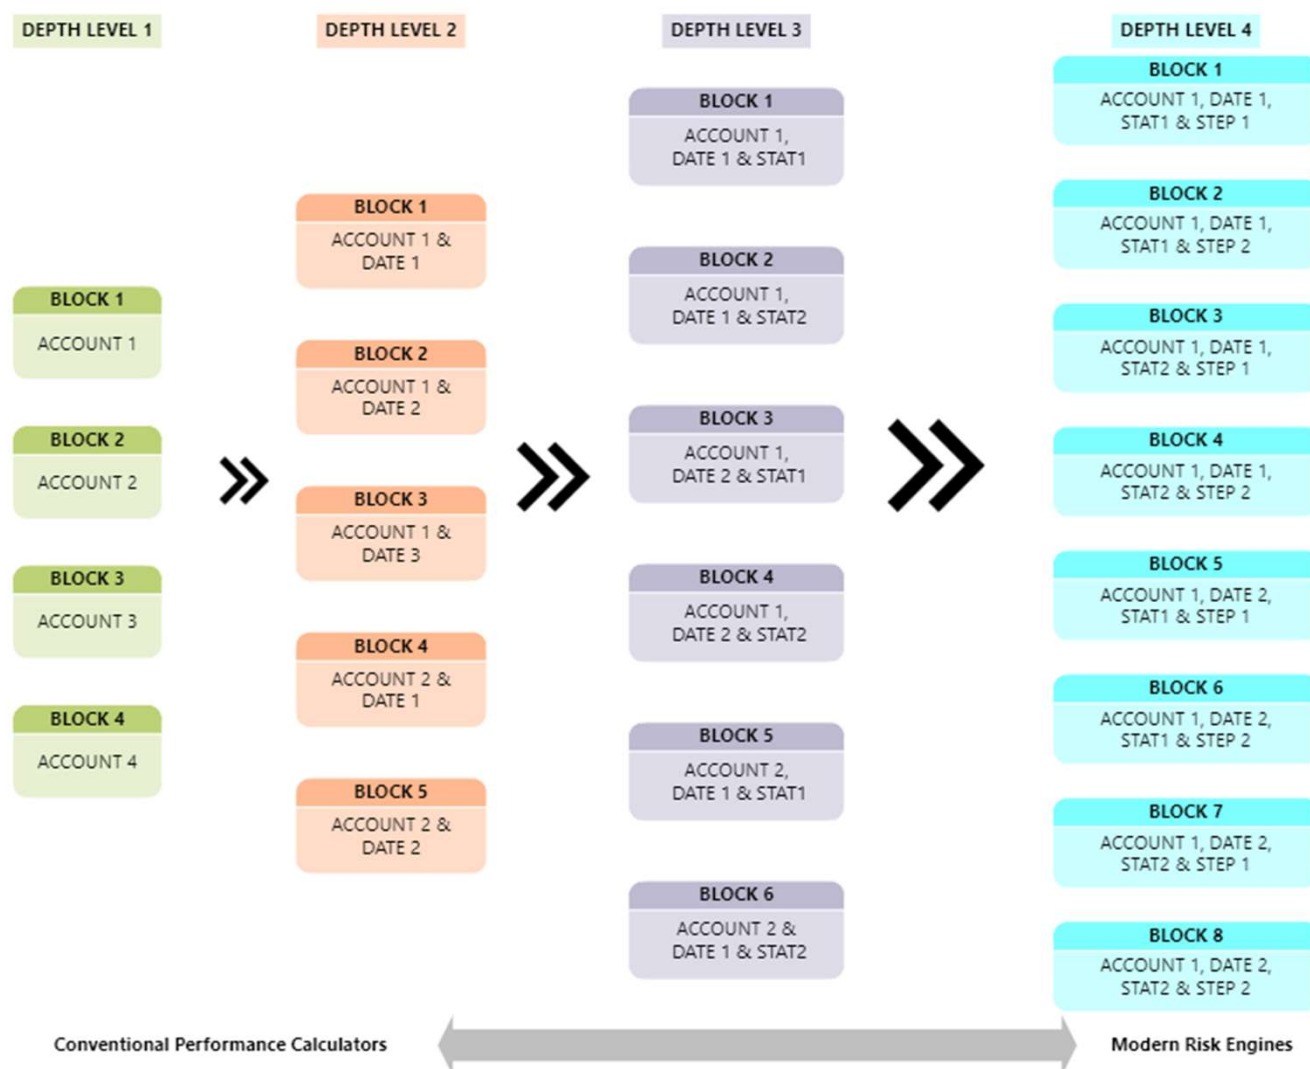 DEPTH LEVEL 1
BLOCK 1
ACCOUNT 1
BLOCK 2
ACCOUNT 2
BLOCK 3
ACCOUNT 3
BLOCK 4
ACCOUNT 4
DEPTH LEVEL 2
BLOCK 1
ACCOUNT 1 &
DATE 1
BLOCK 2
ACCOUNT 1 &
DATE 2
BLOCK 3
ACCOUNT 1 &
DATE 3
BLOCK 4
ACCOUNT 2 &
DATE 1
BLOCK 5
ACCOUNT 2 &
DATE 2
DEPTH LEVEL 3
BLOCK 1
ACCOUNT 1,
DATE 1 & STAT1
BLOCK 2
ACCOUNT 1,
DATE 1 & STAT2
BLOCK 3
ACCOUNT 1,
DATE 2 & STAT1
BLOCK 4
ACCOUNT 1,
DATE 2 & STAT2
BLOCK 5
ACCOUNT 2,
DATE 1 & STAT1
BLOCK 6
ACCOUNT 2 &
DATE 1 & STAT2
DEPTH LEVEL 4
BLOCK 1
ACCOUNT 1, DATE 1,
STAT1 & STEP 1
BLOCK 2
ACCOUNT 1, DATE 1,
STAT1 & STEP 2
BLOCK 3
ACCOUNT 1, DATE 1,
STAT2 & STEP 1
BLOCK 4
ACCOUNT 1, DATE 1,
STAT2 & STEP 2
BLOCK 5
ACCOUNT 1, DATE 2,
STAT1 & STEP 1
BLOCK 6
ACCOUNT 1, DATE 2,
STAT1 & STEP 2
BLOCK 7
ACCOUNT 1, DATE 2,
STAT2 & STEP 1
BLOCK 8
ACCOUNT 1, DATE 2,
STAT2 & STEP 2
Conventional Performance Calculators
Modern Risk Engines